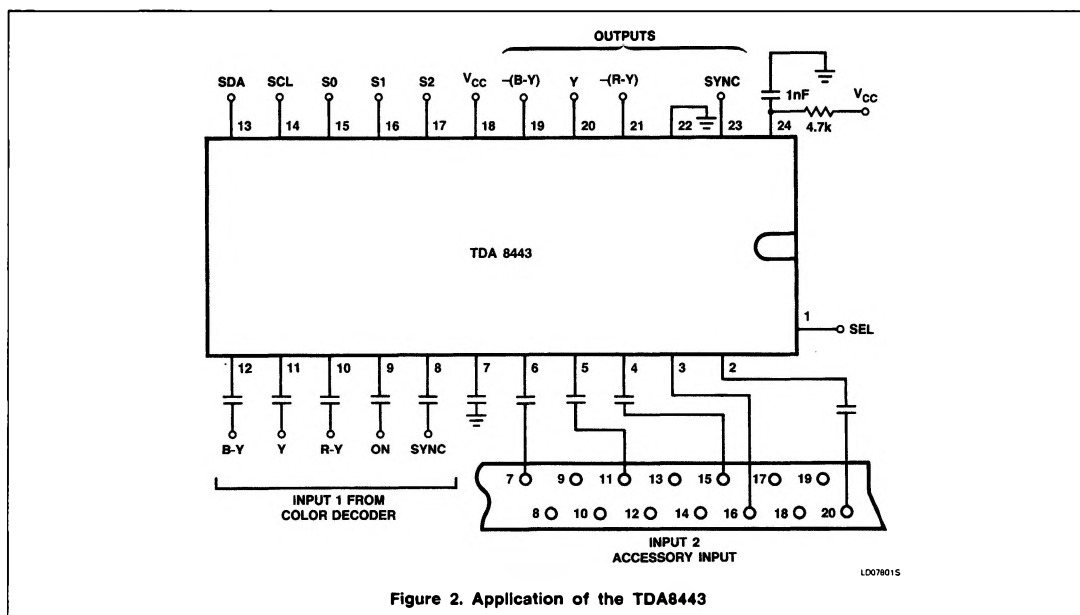 OUTPUTS
SDA SCL S0 S1 S2 VCC –(B-Y) Y –(R-Y) SYNC 1nF VCC
13 14 15 16 17 18 19 20 21 22 23 24 4.7k
TDA 8443
1
SEL
12 11 10 9 8 7 6 5 4 3 2
B-Y Y R-Y ON SYNC
7 9 11 13 15 17 19
INPUT 1 FROM
COLOR DECODER
8 10 12 14 16 18 20
INPUT 2
ACCESSORY INPUT
LD07801S
Figure 2. Application of the TDA8443